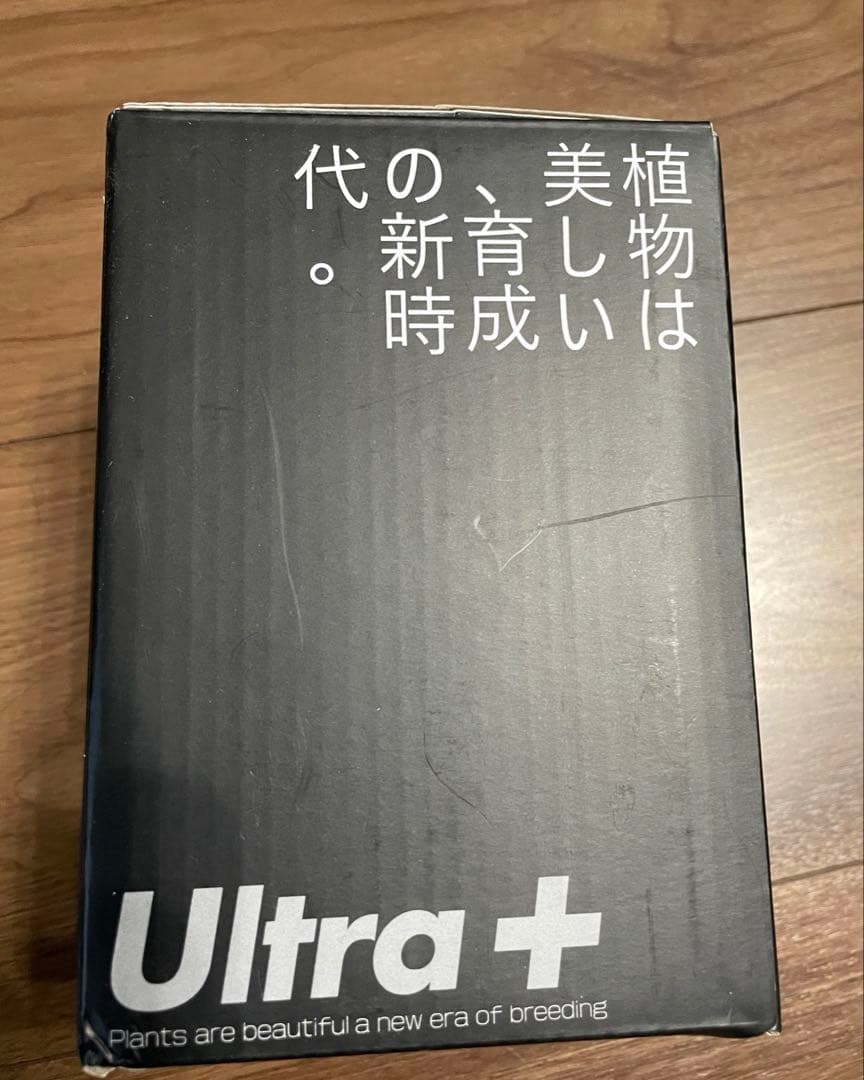 植物は
美しい
、育成
の新時
代。
Ultra +
Plants are beautiful a new era of breeding